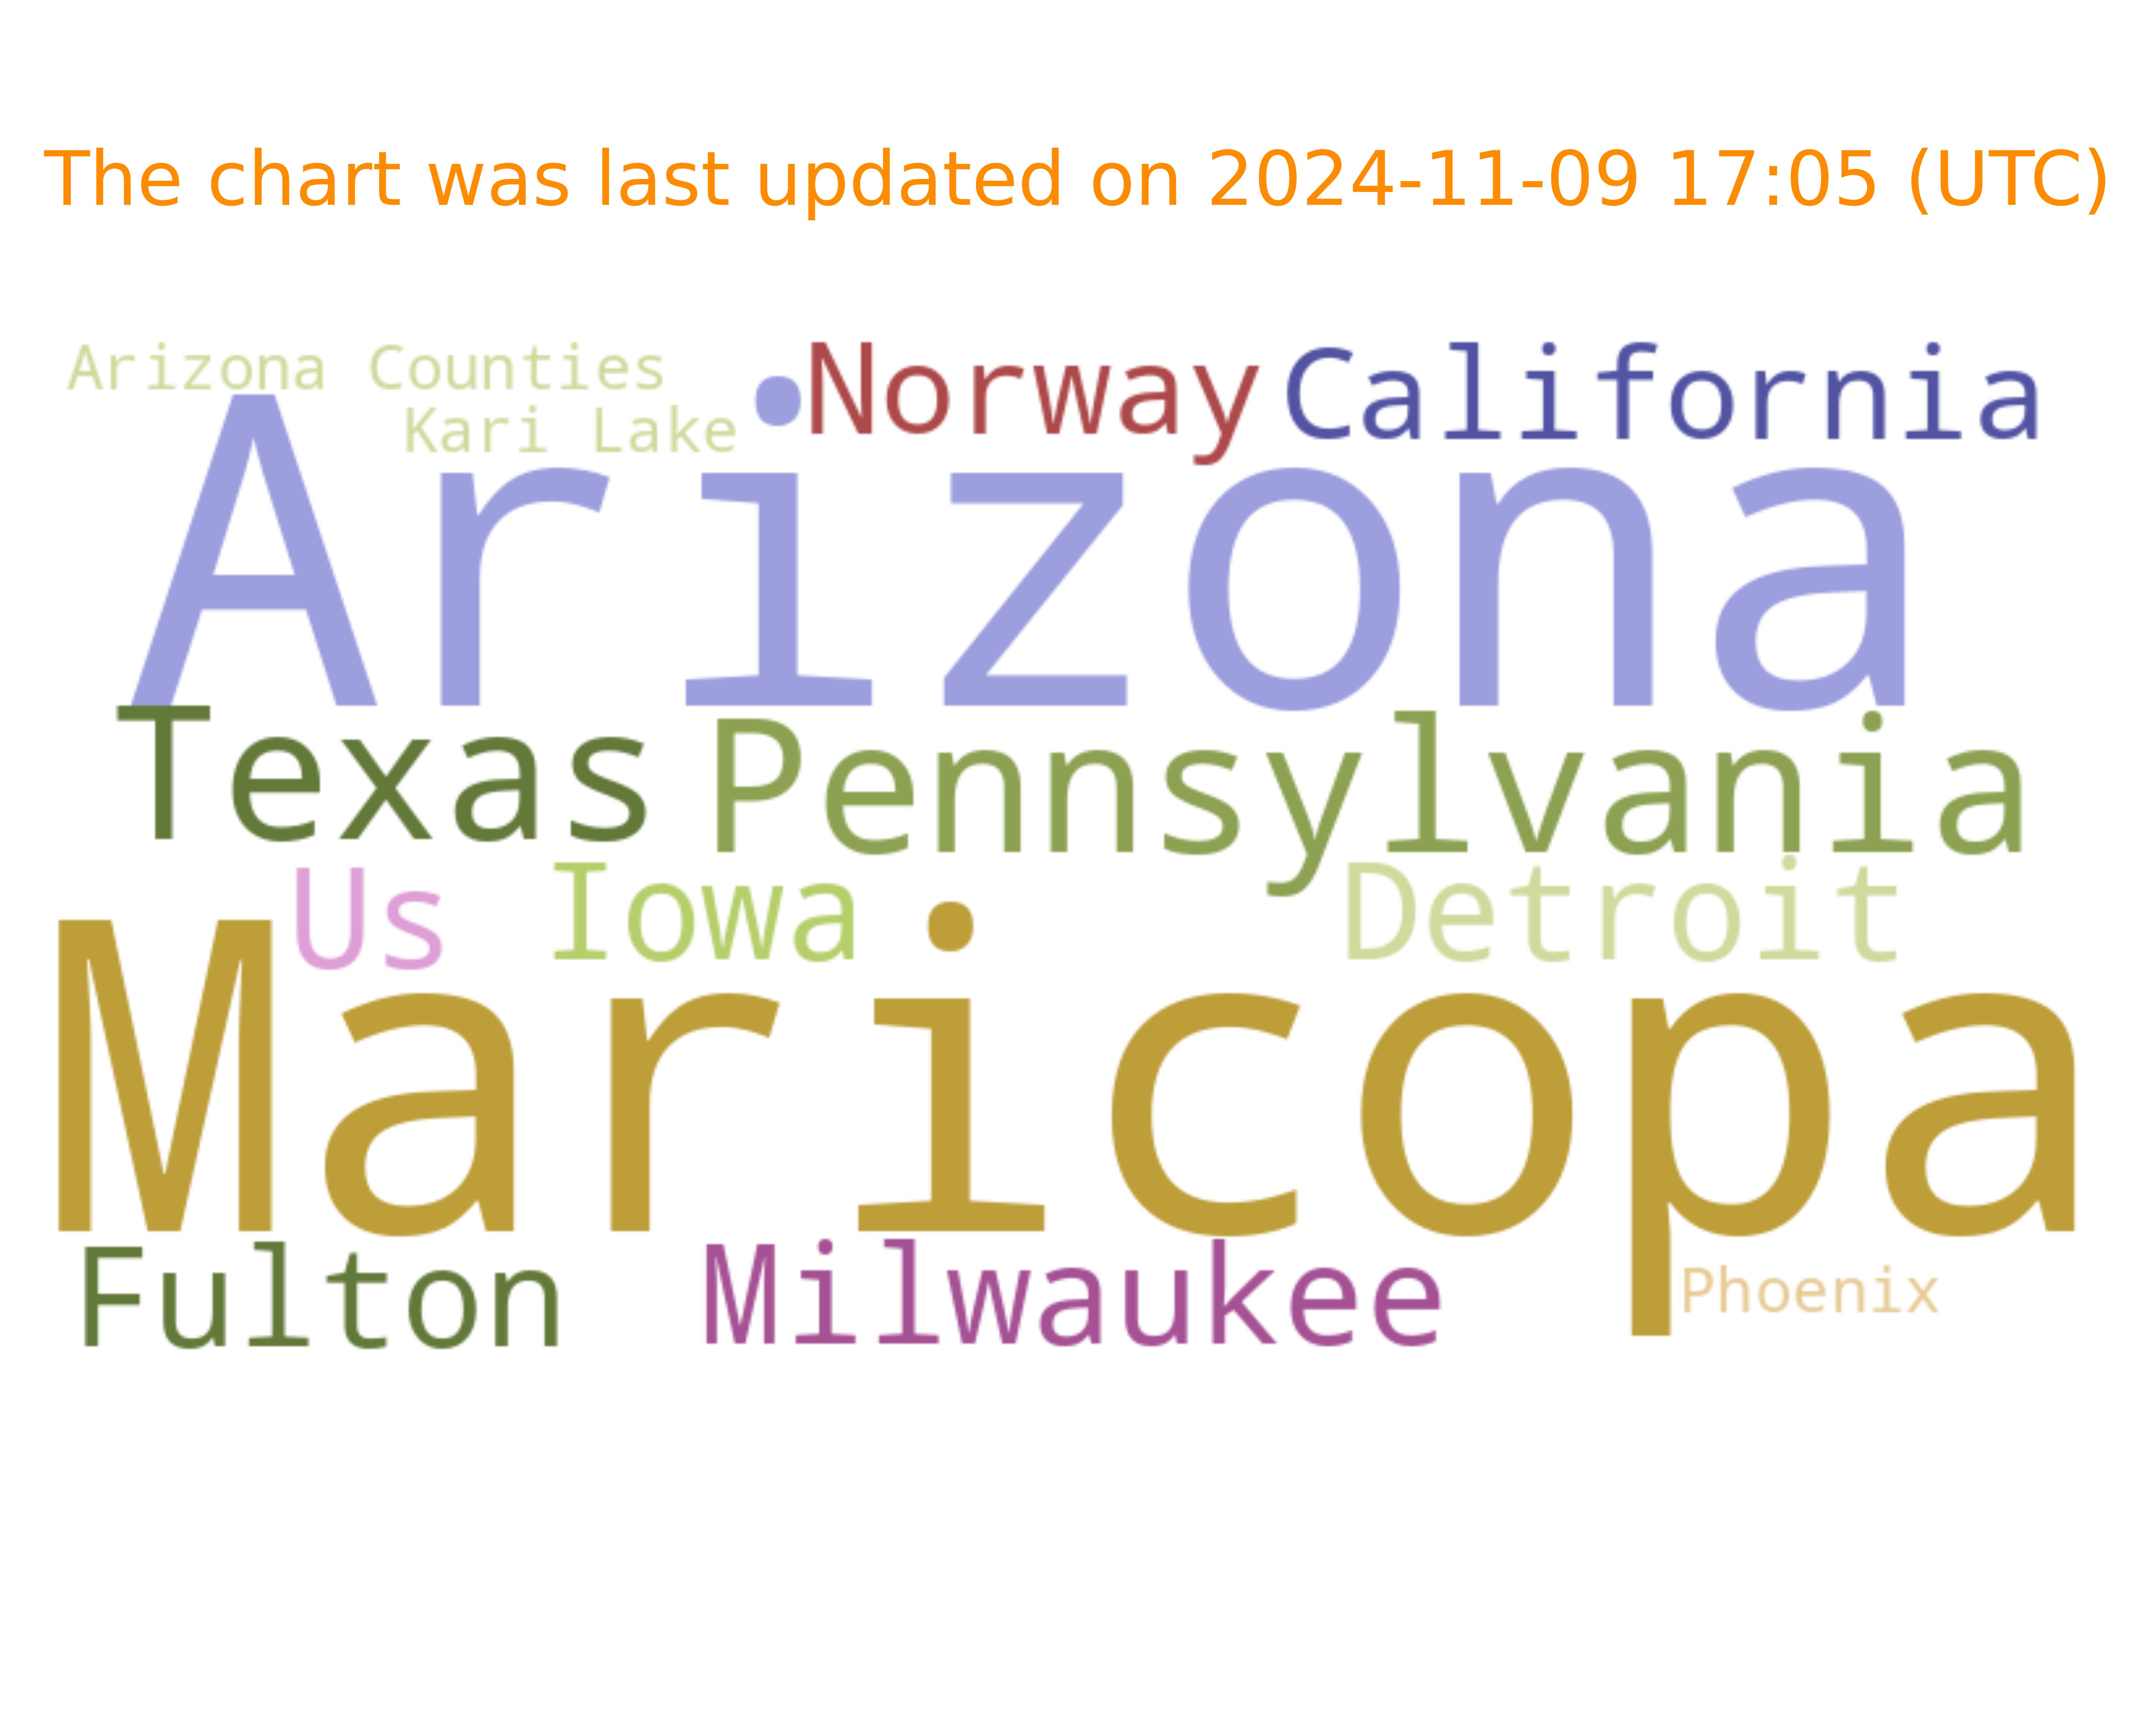 The chart was last updated on 2024-11-09 17:05 (UTC)
Arizona Counties
Norway California
Kari Lake
Arizona
Texas Pennsylvania
Us Iowa Detroit
Maricopa
Fulton Milwaukee Phoenix